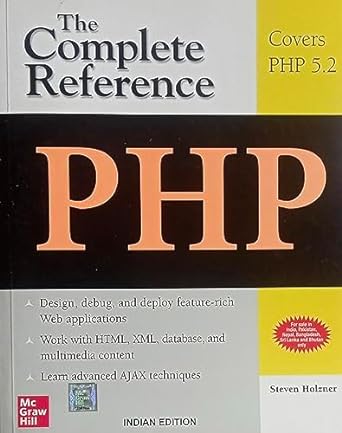 The
Complete
Reference
Covers
PHP 5.2
PHP
Design, debug, and deploy feature-rich
Web applications
Work with HTML, XML, database, and
multimedia content
Learn advanced AJAX techniques
For sale in
India, Pakistan,
Nepal, Bangladesh,
Sri Lanka and Bhutan
only
Steven Holzner
Mc
Graw
Hill
INDIAN EDITION